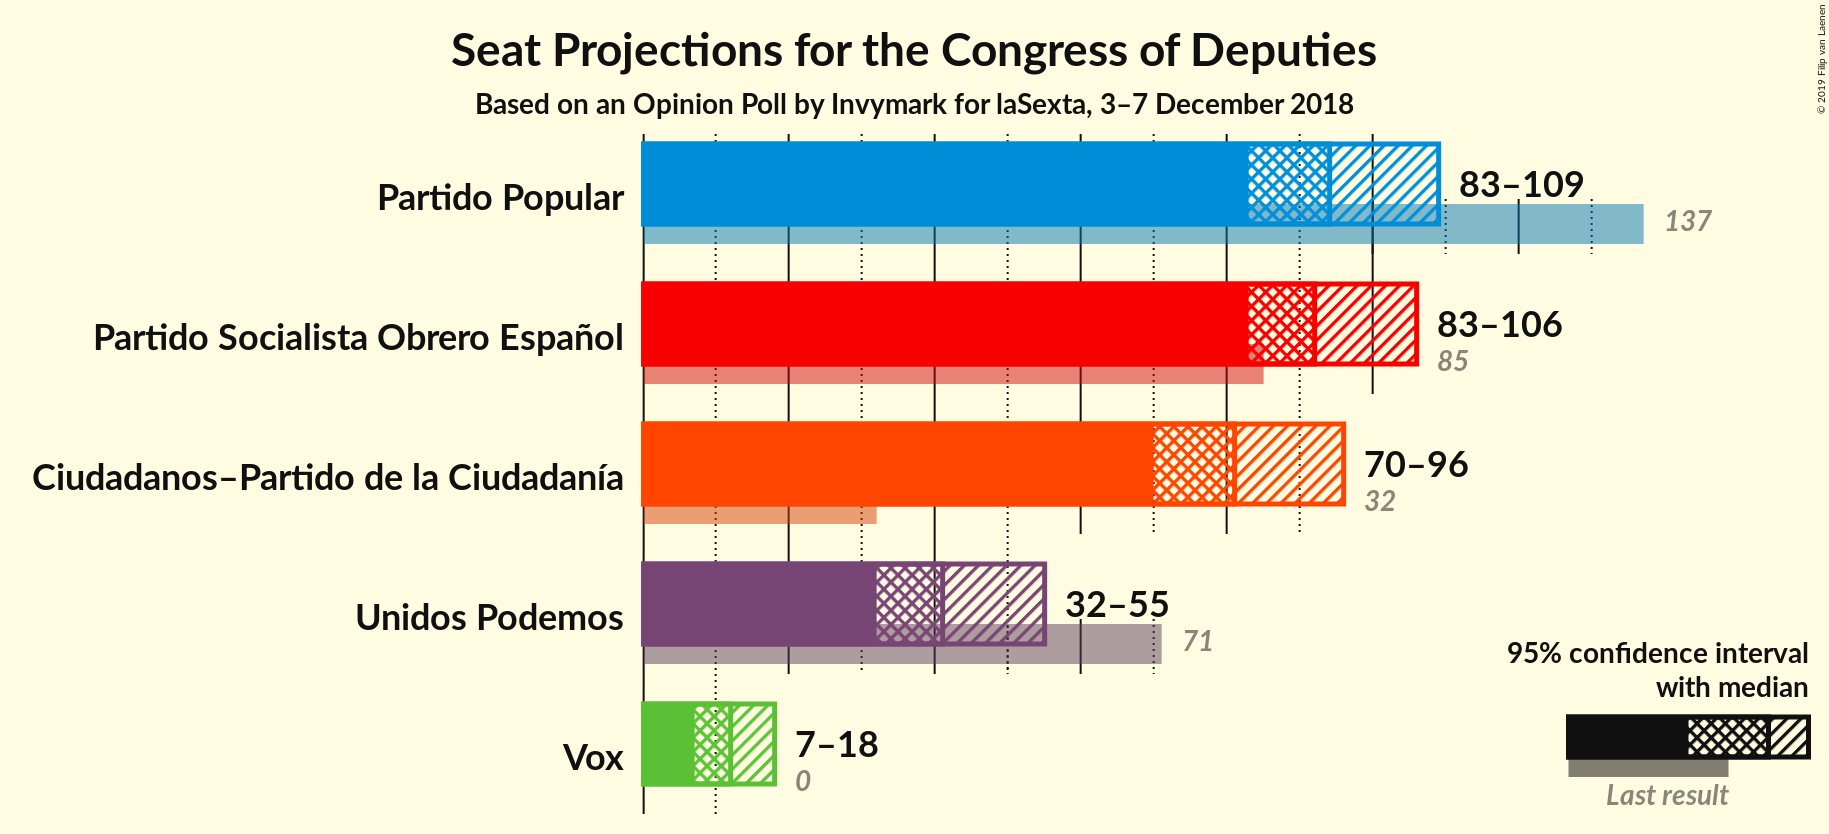 Seat Projections for the Congress of Deputies
Based on an Opinion Poll by Invymark for laSexta, 3–7 December 2018
© 2019 Filip van Laenen
Partido Popular
83–109
137
Partido Socialista Obrero Español
83–106
85
Ciudadanos–Partido de la Ciudadanía
70–96
32
Unidos Podemos
32–55
71
Vox
7–18
0
95% confidence interval
with median
Last result